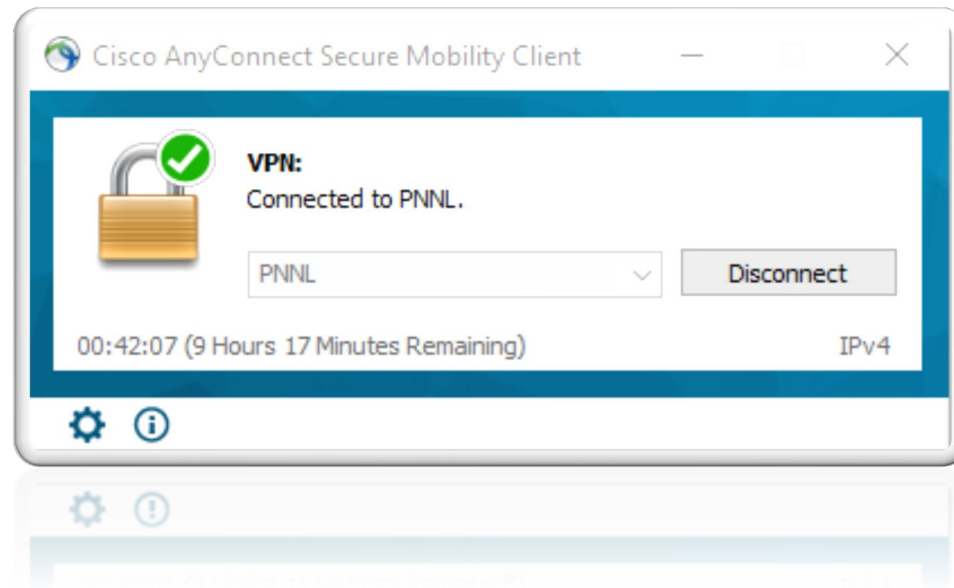 Cisco AnyConnect Secure Mobility Client
VPN:
Connected to PNNL.
PNNL
Disconnect
00:42:07 (9 Hours 17 Minutes Remaining)
IPv4